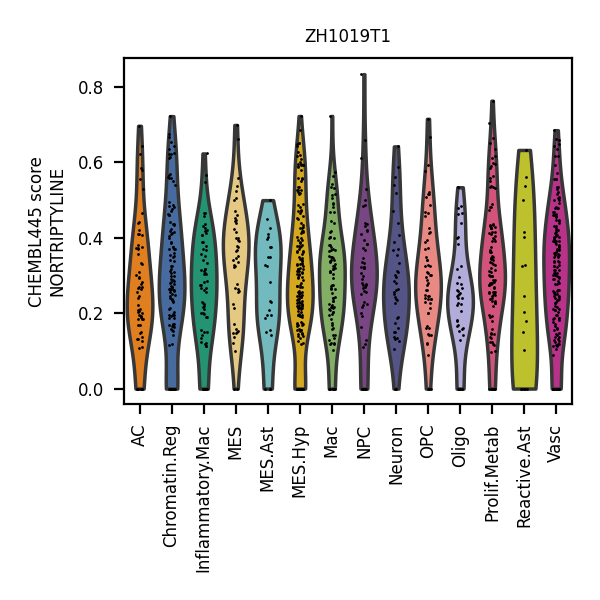 ZH1019T1
CHEMBL445 score
NORTRIPTYLINE
0.8
0.6
0.4
0.2
0.0
AC
Chromatin.Reg
Inflammatory.Mac
MES
MES.Ast
MES.Hyp
Mac
NPC
Neuron
OPC
Oligo
Prolif.Metab
Reactive.Ast
Vasc